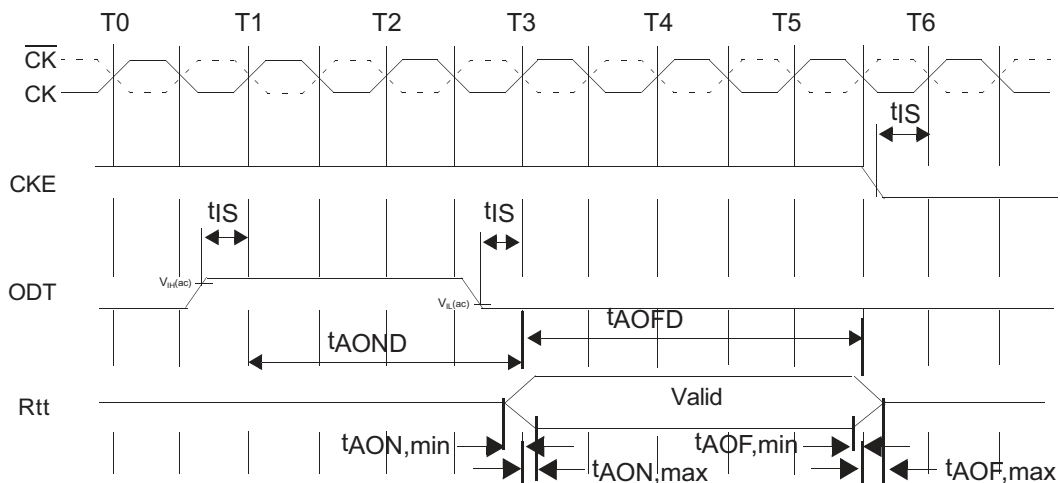 T0 T1 T2 T3 T4 T5 T6
CK
CK
tIS
CKE
tIS
tIS
VIH(ac)
ODT
VIL(ac)
tAOFD
tAOND
Rtt
Valid
tAON,min
tAOF,min
tAON,max
tAOF,max